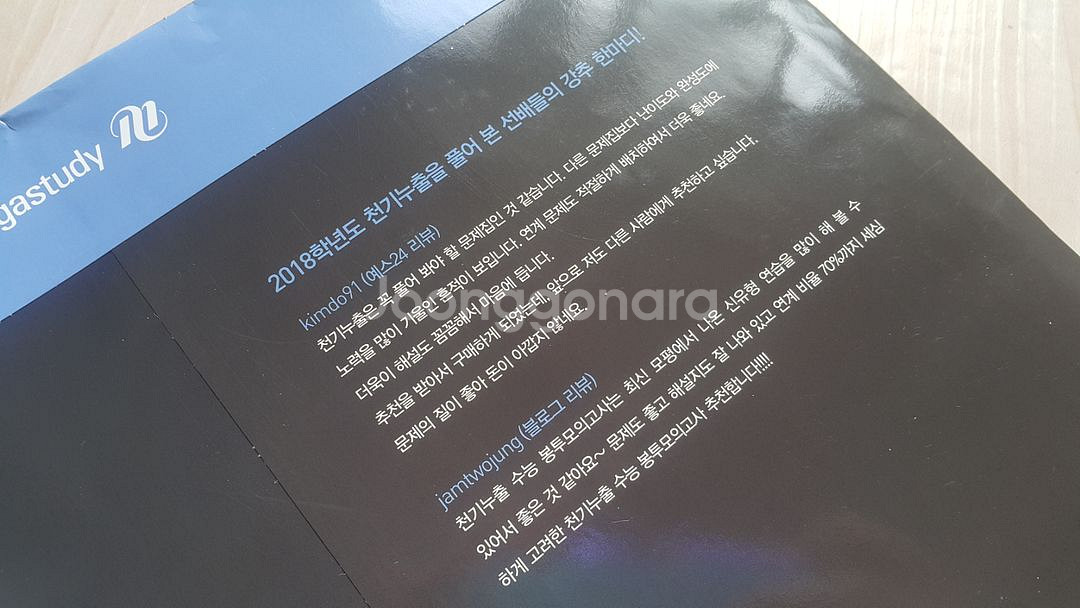 gastudy
2018학년도 천기누출을 풀어 본 선배들의 강추 한마디!
kimdo91 (예스24 리뷰)
천기누출은 꼭 풀어 봐야 할 문제집인 것 같습니다. 다른 문제집보다 난이도와 완성도에
노력을 많이 기울인 흔적이 보입니다. 연계 문제도 적절하게 배치하여서 더욱 좋네요.
더욱이 해설도 꼼꼼해서 마음에 듭니다.
추천을 받아서 구매하게 되었는데, 앞으로 저도 다른 사람에게 추천하고 싶습니다.
문제의 질이 좋아 돈이 아깝지 않네요.
Joonggonara
jamtwojung (블로그 리뷰)
천기누출 수능 봉투모의고사는 최신 모평에서 나온 신유형 연습을 많이 해 볼 수
있어서 좋은 것 같아요~ 문제도 좋고 해설지도 잘 나와 있고 연계 비율 70%까지 세심
하게 고려한 천기누출 수능 봉투모의고사 추천합니다!!!!